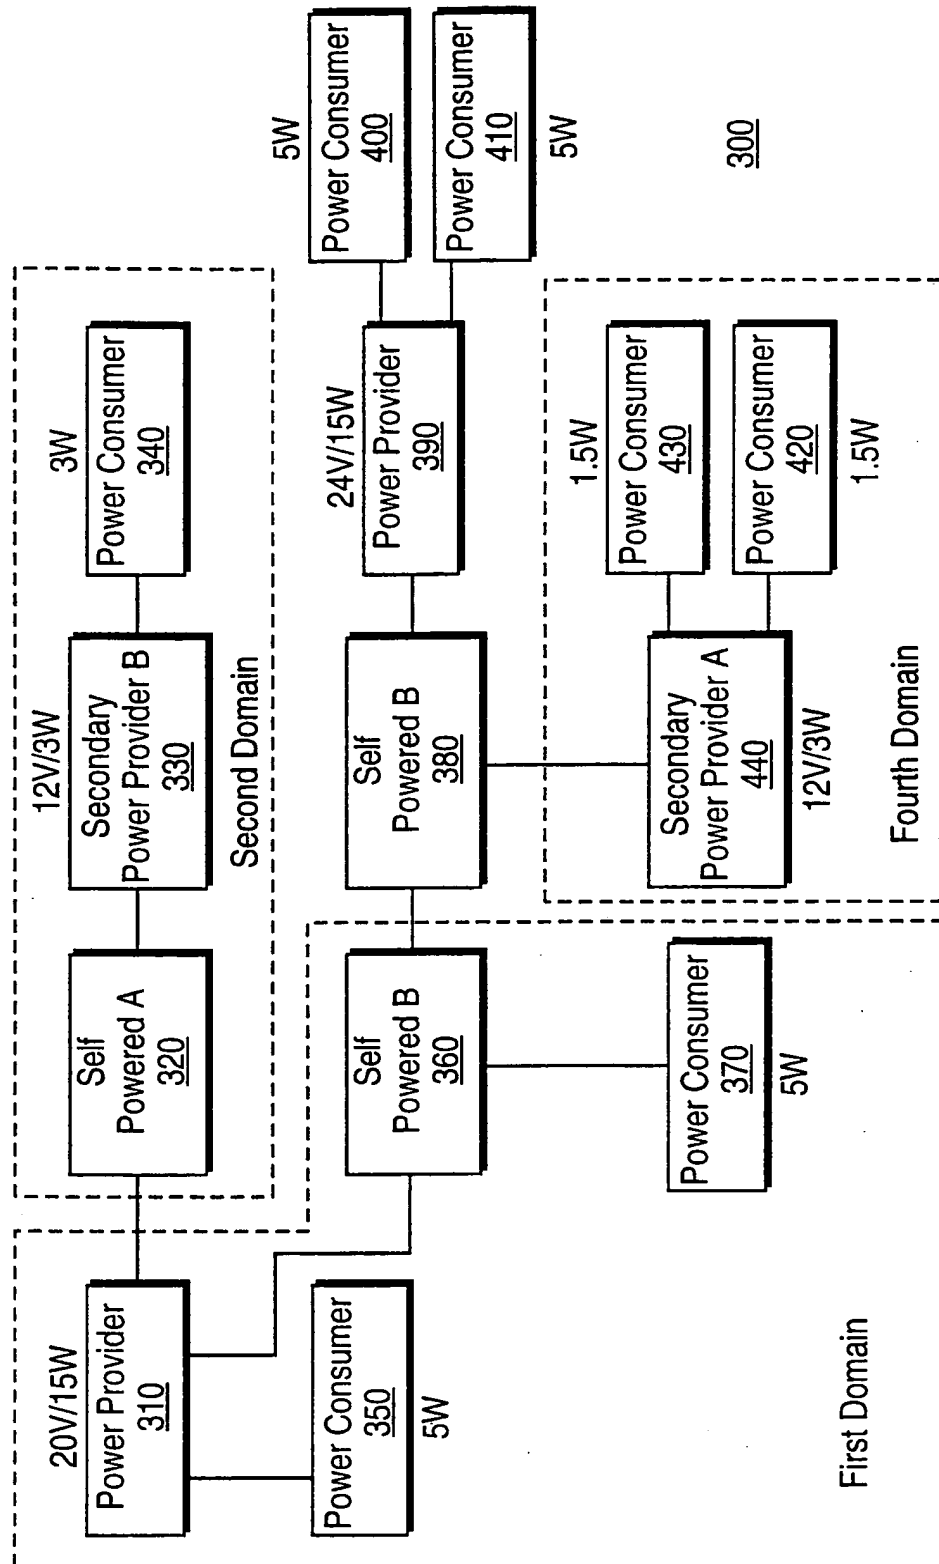 20V/15W
Power Provider
310
Self
Powered A
320
12V/3W
Secondary
Power Provider B
330
3W
Power Consumer
340
Second Domain
Power Consumer
350
5W
Self
Powered B
360
Self
Powered B
380
24V/15W
Power Provider
390
5W
Power Consumer
400
Power Consumer
410
5W
Power Consumer
370
5W
Secondary
Power Provider A
440
12V/3W
1.5W
Power Consumer
430
Power Consumer
420
1.5W
First Domain
Fourth Domain
300